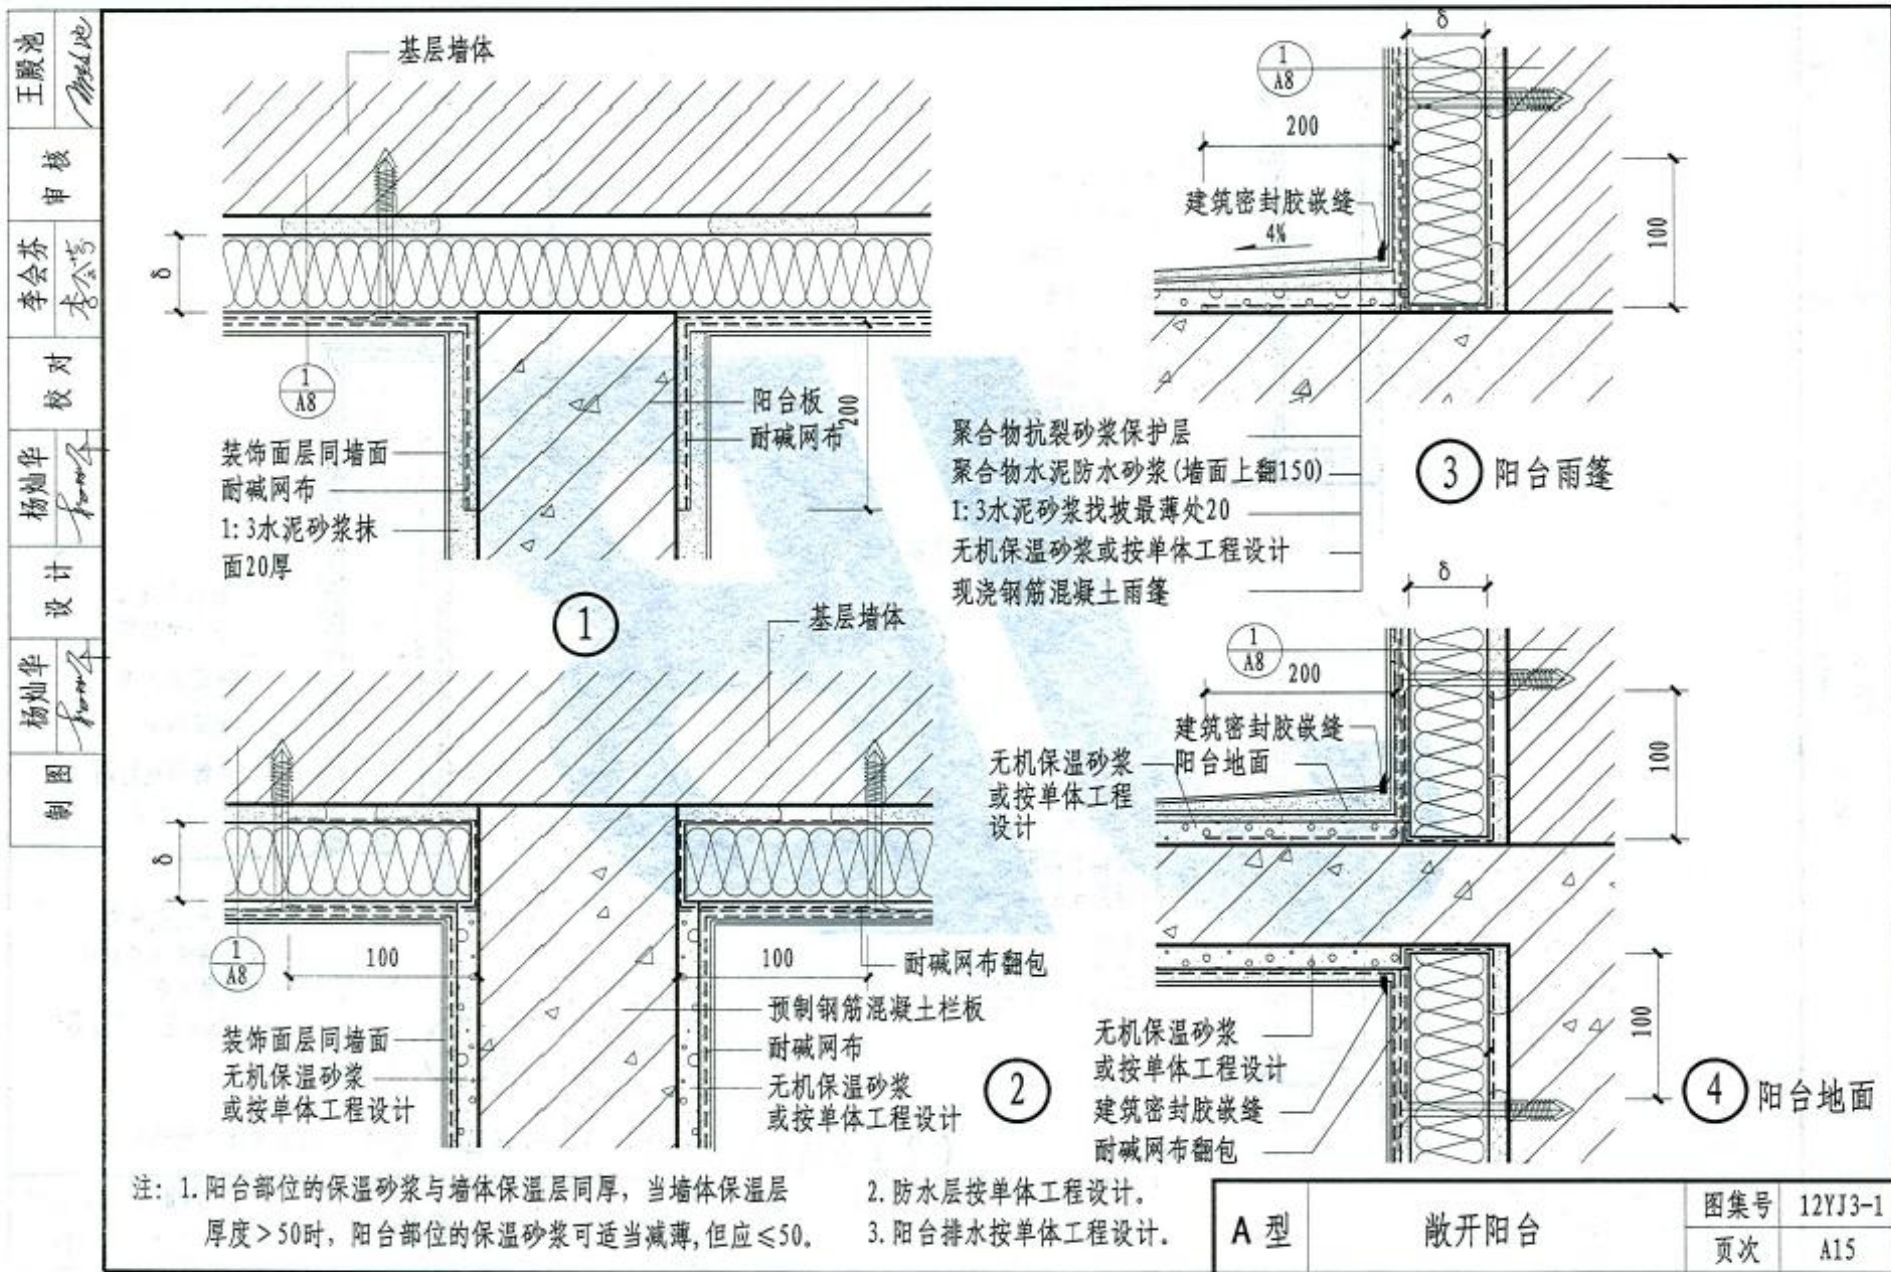 王殿池
审核
李会芬
校对
杨灿华
设计
杨灿华
制图
基层墙体
δ
1
A8
装饰面层同墙面
耐碱网布
1:3水泥砂浆抹
面20厚
阳台板
耐碱网布
200
1
基层墙体
δ
1
A8
100
100
耐碱网布翻包
预制钢筋混凝土栏板
耐碱网布
无机保温砂浆
或按单体工程设计
装饰面层同墙面
无机保温砂浆
或按单体工程设计
2
δ
1
A8
200
建筑密封胶嵌缝
4%
100
聚合物抗裂砂浆保护层
聚合物水泥防水砂浆(墙面上翻150)
1:3水泥砂浆找坡最薄处20
无机保温砂浆或按单体工程设计
现浇钢筋混凝土雨篷
3 阳台雨篷
δ
1
A8
200
建筑密封胶嵌缝
阳台地面
无机保温砂浆
或按单体工程
设计
100
100
无机保温砂浆
或按单体工程设计
建筑密封胶嵌缝
耐碱网布翻包
4 阳台地面
注: 1.阳台部位的保温砂浆与墙体保温层同厚, 当墙体保温层
厚度>50时, 阳台部位的保温砂浆可适当减薄,但应≤50。
2.防水层按单体工程设计。
3.阳台排水按单体工程设计。
A 型
敞开阳台
图集号 12YJ3-1
页次 A15